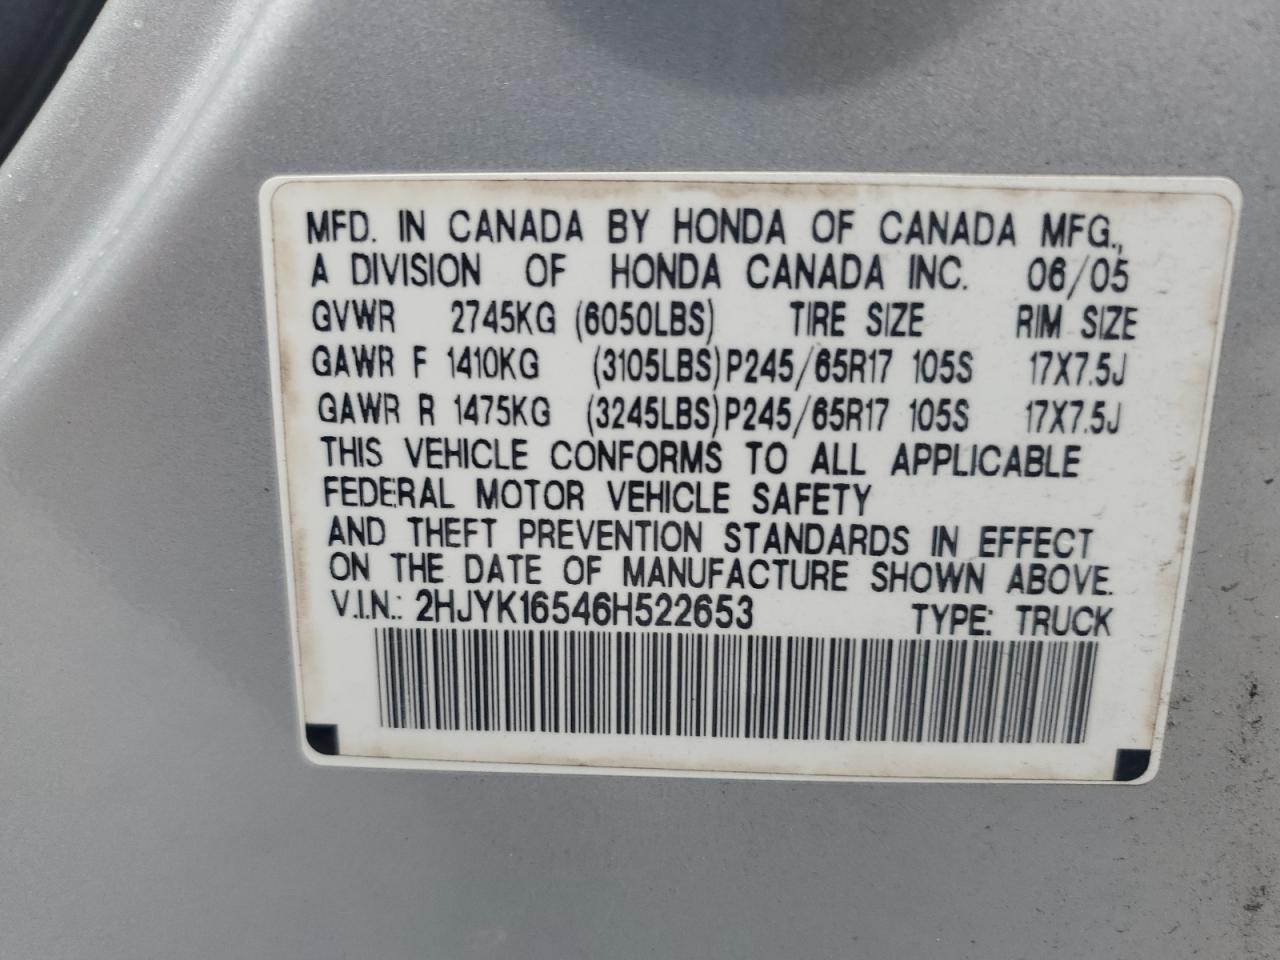 MFD. IN CANADA BY HONDA OF CANADA MFG.,
A DIVISION OF HONDA CANADA INC. 06/05
GVWR 2745KG (6050LBS) TIRE SIZE RIM SIZE
GAWR F 1410KG (3105LBS) P245/65R17 105S 17X7.5J
GAWR R 1475KG (3245LBS) P245/65R17 105S 17X7.5J
THIS VEHICLE CONFORMS TO ALL APPLICABLE
FEDERAL MOTOR VEHICLE SAFETY
AND THEFT PREVENTION STANDARDS IN EFFECT
ON THE DATE OF MANUFACTURE SHOWN ABOVE.
V.I.N.: 2HJYK16546H522653 TYPE: TRUCK